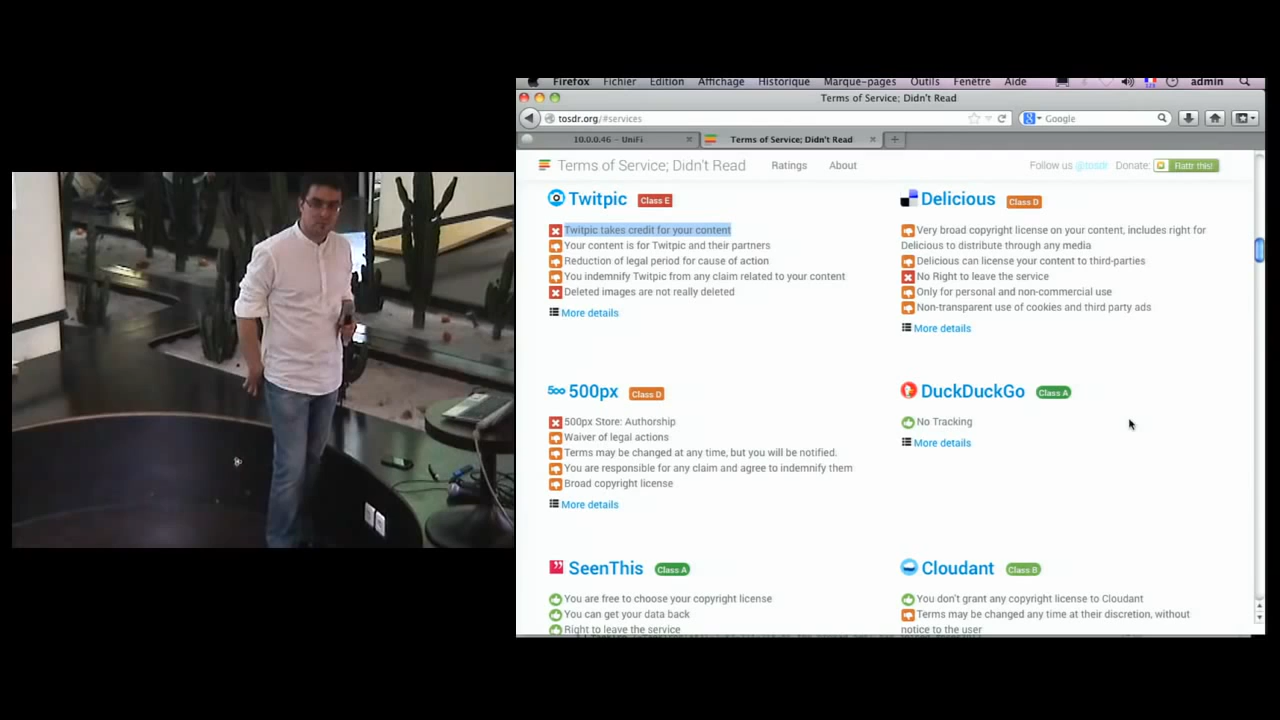 Firefox Fichier Edition Affichage Historique Marque-pages Outils Fenêtre Aide admin
Terms of Service; Didn't Read
tosdr.org/#services
Google
10.0.0.46 - UniFi
Terms of Service; Didn't Read
Terms of Service; Didn't Read Ratings About Follow us @tosdr Donate: Flattr this!
Twitpic Class E
Twitpic takes credit for your content
Your content is for Twitpic and their partners
Reduction of legal period for cause of action
You indemnify Twitpic from any claim related to your content
Deleted images are not really deleted
More details
Delicious Class D
Very broad copyright license on your content, includes right for
Delicious to distribute through any media
Delicious can license your content to third-parties
No Right to leave the service
Only for personal and non-commercial use
Non-transparent use of cookies and third party ads
More details
500px Class D
500px Store: Authorship
Waiver of legal actions
Terms may be changed at any time, but you will be notified.
You are responsible for any claim and agree to indemnify them
Broad copyright license
More details
DuckDuckGo Class A
No Tracking
More details
SeenThis Class A
You are free to choose your copyright license
You can get your data back
Right to leave the service
Cloudant Class B
You don't grant any copyright license to Cloudant
Terms may be changed any time at their discretion, without
notice to the user